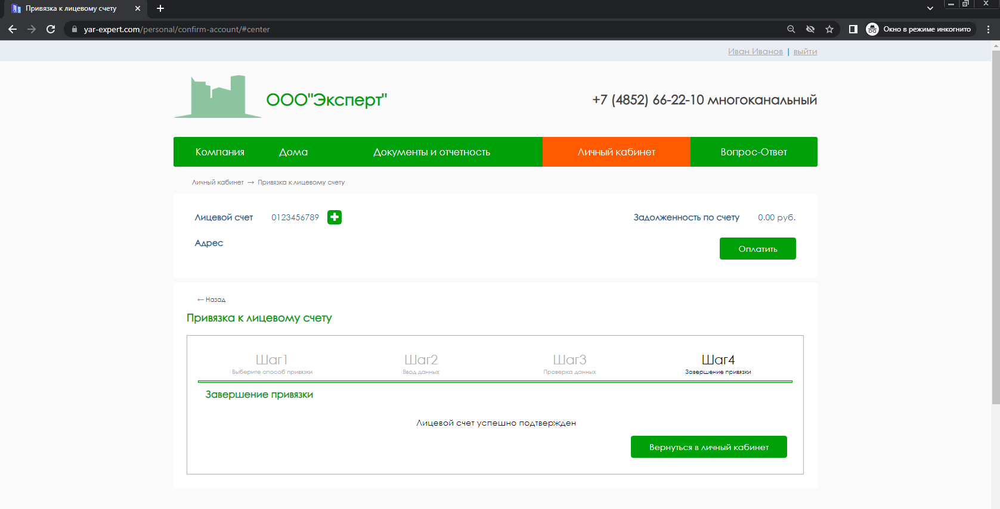 Привязка к лицевому счету
yar-expert.com/personal/confirm-account/#center
Окно в режиме инкогнито
Иван Иванов | выйти
ООО"Эксперт"
+7 (4852) 66-22-10 многоканальный
Компания Дома Документы и отчетность Личный кабинет Вопрос-Ответ
Личный кабинет → Привязка к лицевому счету
Лицевой счет 0123456789 Задолженность по счету 0.00 руб.
Адрес
Оплатить
← Назад
Привязка к лицевому счету
Шаг1 Шаг2 Шаг3 Шаг4
Выберите способ привязки Ввод данных Проверка данных Завершение привязки
Завершение привязки
Лицевой счет успешно подтвержден
Вернуться в личный кабинет